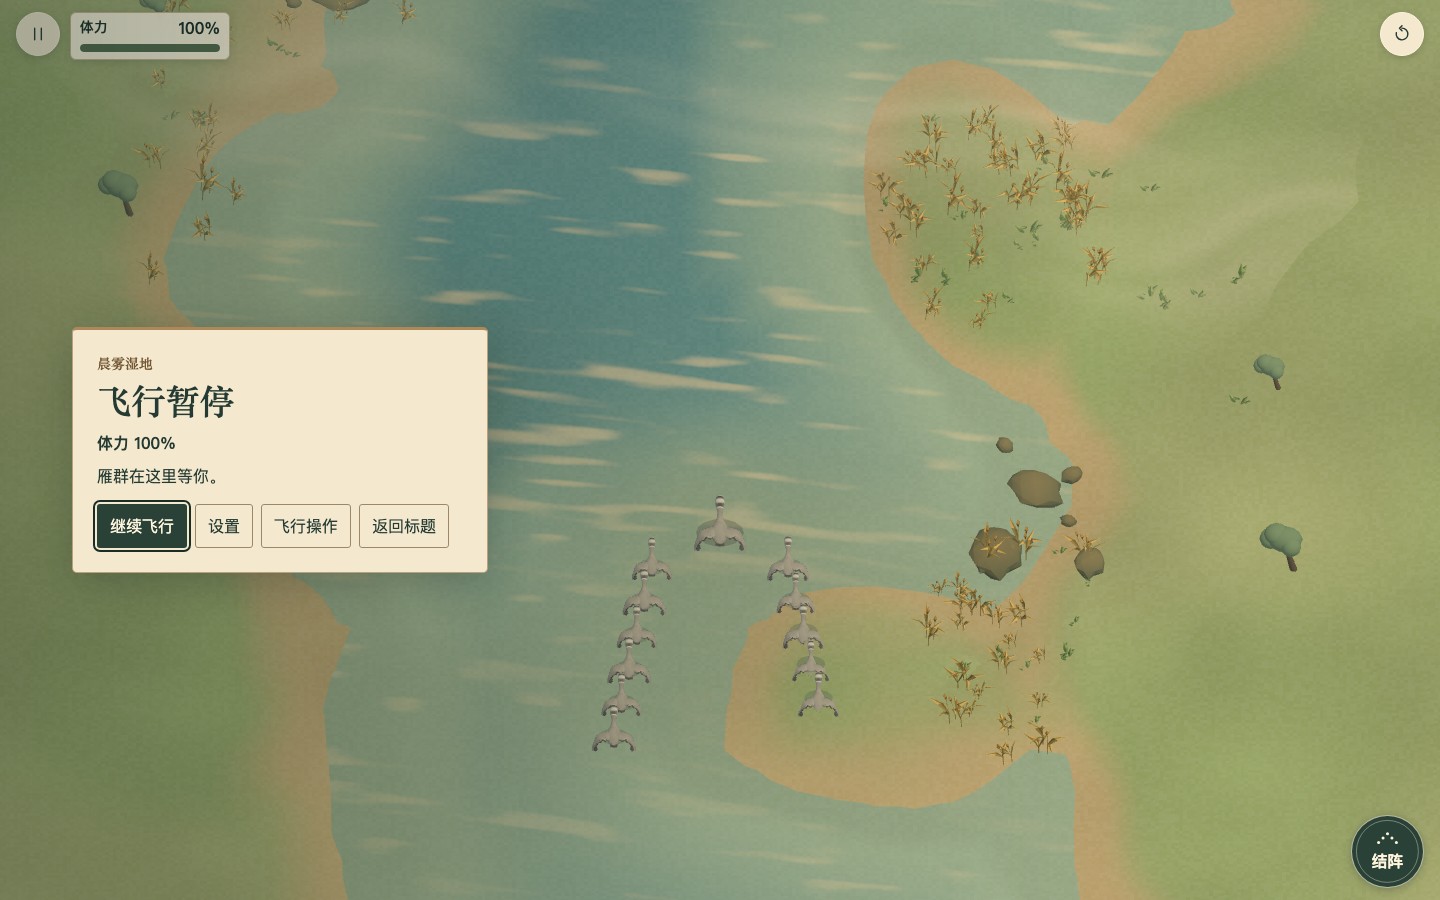 体力 100%
晨雾湿地
飞行暂停
体力 100%
雁群在这里等你。
继续飞行 设置 飞行操作 返回标题
结阵